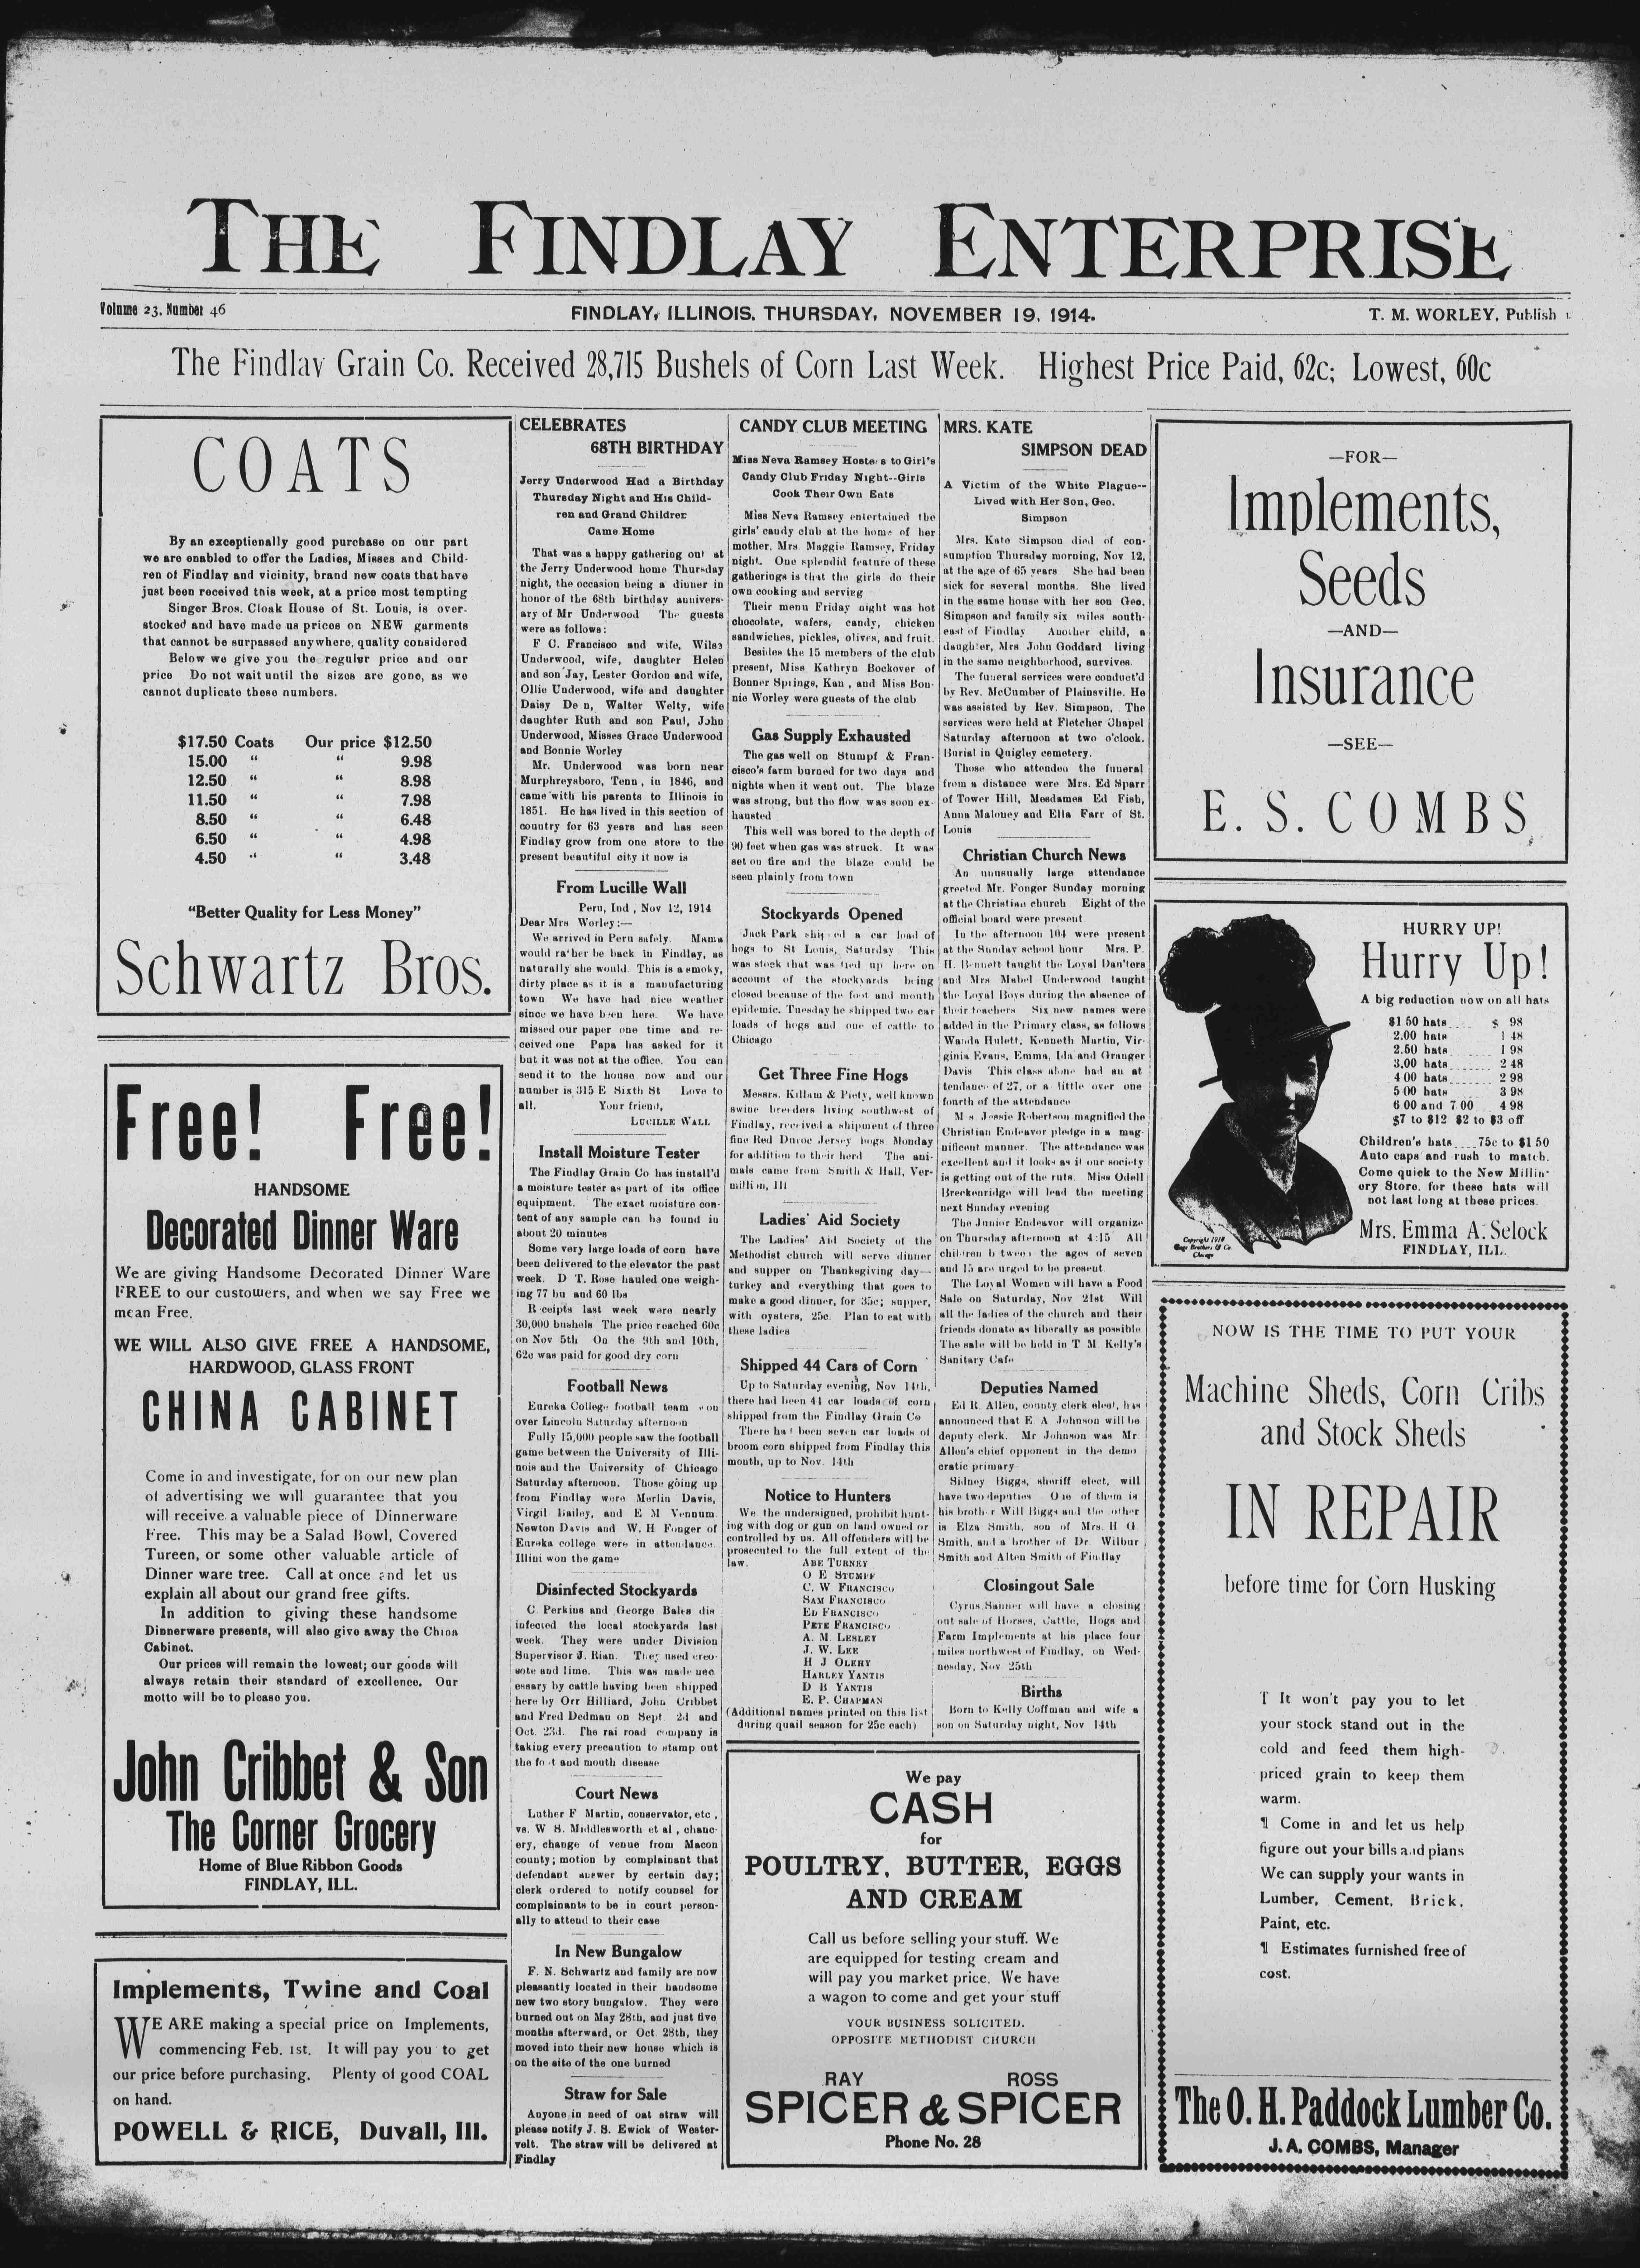 THE FINDLAY ENTERPRISE
Volume 23, Number 46
FINDLAY, ILLINOIS, THURSDAY, NOVEMBER 19, 1914.
T. M. WORLEY, Publish
The Findlay Grain Co. Received 28,715 Bushels of Corn Last Week. Highest Price Paid, 62c; Lowest, 60c
COATS
By an exceptionally good purchase on our part
we are enabled to offer the Ladies, Misses and Child-
ren of Findlay and vicinity, brand new coats that have
just been received this week, at a price most tempting
Singer Bros. Cloak House of St. Louis, is over-
stocked and have made us prices on NEW garments
that cannot be surpassed anywhere, quality considered
Below we give you the regular price and our
price Do not wait until the sizes are gone, as we
cannot duplicate these numbers.
$17.50 Coats Our price $12.50
15.00 " " 9.98
12.50 " " 8.98
11.50 " " 7.98
8.50 " " 6.48
6.50 " " 4.98
4.50 " " 3.48
"Better Quality for Less Money"
Schwartz Bros.
Free! Free!
HANDSOME
Decorated Dinner Ware
We are giving Handsome Decorated Dinner Ware
FREE to our customers, and when we say Free we
mean Free.
WE WILL ALSO GIVE FREE A HANDSOME,
HARDWOOD, GLASS FRONT
CHINA CABINET
Come in and investigate, for on our new plan
of advertising we will guarantee that you
will receive a valuable piece of Dinnerware
Free. This may be a Salad Bowl, Covered
Tureen, or some other valuable article of
Dinner ware tree. Call at once and let us
explain all about our grand free gifts.
In addition to giving these handsome
Dinnerware presents, will also give away the China
Cabinet.
Our prices will remain the lowest; our goods will
always retain their standard of excellence. Our
motto will be to please you.
John Cribbet & Son
The Corner Grocery
Home of Blue Ribbon Goods
FINDLAY, ILL.
Implements, Twine and Coal
WE ARE making a special price on Implements,
commencing Feb. 1st. It will pay you to get
our price before purchasing. Plenty of good COAL
on hand.
POWELL & RICE, Duvall, Ill.
CELEBRATES
68TH BIRTHDAY
Jerry Underwood Had a Birthday
Thursday Night and His Child-
ren and Grand Children
Came Home
That was a happy gathering out at
the Jerry Underwood home Thursday
night, the occasion being a dinner in
honor of the 68th birthday annivers-
ary of Mr Underwood The guests
were as follows:
F C. Francisco and wife, Wilas
Underwood, wife, daughter Helen
and son Jay, Lester Gordon and wife,
Ollie Underwood, wife and daughter
Daisy De n, Walter Welty, wife
daughter Ruth and son Paul, John
Underwood, Misses Grace Underwood
and Bonnie Worley
Mr. Underwood was born near
Murphreysboro, Tenn, in 1846, and
came with his parents to Illinois in
1851. He has lived in this section of
country for 63 years and has seen
Findlay grow from one store to the
present beautiful city it now is
From Lucille Wall
Peru, Ind, Nov 12, 1914
Dear Mrs Worley:—
We arrived in Peru safely. Mama
would rather be back in Findlay, as
naturally she would. This is a smoky,
dirty place as it is a manufacturing
town We have had nice weather
since we have been here. We have
missed our paper one time and re-
ceived one Papa has asked for it
but it was not at the office. You can
send it to the house now and our
number is 315 E Sixth St Love to
all. Your friend,
LUCILLE WALL
Install Moisture Tester
The Findlay Grain Co has install'd
a moisture tester as part of its office
equipment. The exact moisture con-
tent of any sample can be found in
about 20 minutes
Some very large loads of corn have
been delivered to the elevator the past
week. D T. Rose hauled one weigh-
ing 77 bu and 60 lbs
Receipts last week were nearly
30,000 bushels The price reached 60c
on Nov 5th On the 9th and 10th,
62c was paid for good dry corn
Football News
Eureka College football team won
over Lincoln Saturday afternoon
Fully 15,000 people saw the football
game between the University of Illi-
nois and the University of Chicago
Saturday afternoon. Those going up
from Findlay were Merlin Davis,
Virgil Bailey, and E M Vennum
Newton Davis and W. H Fonger of
Eureka college were in attendance.
Illini won the game
Disinfected Stockyards
C. Perkins and George Bales dis
infected the local stockyards last
week. They were under Division
Supervisor J. Rian. They used creo-
sote and lime. This was made nec
essary by cattle having been shipped
here by Orr Hilliard, John Cribbet
and Fred Dedman on Sept. 2d and
Oct. 23d. The rai road company is
taking every precaution to stamp out
the foot and mouth disease
Court News
Luther F Martin, conservator, etc,
vs. W S. Middlesworth et al, chanc-
ery, change of venue from Macon
county; motion by complainant that
defendant answer by certain day;
clerk ordered to notify counsel for
complainants to be in court person-
ally to attend to their case
In New Bungalow
F. N. Schwartz and family are now
pleasantly located in their handsome
new two story bungalow. They were
burned out on May 28th, and just five
months afterward, or Oct. 28th, they
moved into their new house which is
on the site of the one burned
Straw for Sale
Anyone in need of oat straw will
please notify J. S. Ewick of Wester-
velt. The straw will be delivered at
Findlay
CANDY CLUB MEETING
Miss Neva Ramsey Hostess to Girl's
Candy Club Friday Night--Girls
Cook Their Own Eats
Miss Neva Ramsey entertained the
girls' candy club at the home of her
mother, Mrs Maggie Ramsey, Friday
night. One splendid feature of these
gatherings is that the girls do their
own cooking and serving
Their menu Friday night was hot
chocolate, wafers, candy, chicken
sandwiches, pickles, olives, and fruit.
Besides the 15 members of the club
present, Miss Kathryn Bockover of
Bonner Springs, Kan, and Miss Bon-
nie Worley were guests of the club
Gas Supply Exhausted
The gas well on Stumpf & Fran-
cisco's farm burned for two days and
nights when it went out. The blaze
was strong, but the flow was soon ex-
hausted
This well was bored to the depth of
90 feet when gas was struck. It was
set on fire and the blaze could be
seen plainly from town
Stockyards Opened
Jack Park shipped a car load of
hogs to St Louis, Saturday This
was stock that was tied up here on
account of the stockyards being
closed because of the foot and mouth
epidemic. Tuesday he shipped two car
loads of hogs and one of cattle to
Chicago
Get Three Fine Hogs
Messrs. Killam & Piety, well known
swine breeders living southwest of
Findlay, received a shipment of three
fine Red Duroc Jersey hogs Monday
for addition to their herd The ani-
mals came from Smith & Hall, Ver-
million, Ill
Ladies' Aid Society
The Ladies' Aid Society of the
Methodist church will serve dinner
and supper on Thanksgiving day—
turkey and everything that goes to
make a good dinner, for 35c; supper,
with oysters, 25c. Plan to eat with
these ladies
Shipped 44 Cars of Corn
Up to Saturday evening, Nov 14th,
there had been 44 car loads of corn
shipped from the Findlay Grain Co
There had been seven car loads of
broom corn shipped from Findlay this
month, up to Nov. 14th
Notice to Hunters
We the undersigned, prohibit hunt-
ing with dog or gun on land owned or
controlled by us. All offenders will be
prosecuted to the full extent of the
law. ABE TURNEY
O E STUMPF
C. W FRANCISCO
SAM FRANCISCO
ED FRANCISCO
PETE FRANCISCO
A. M. LESLEY
J. W. LEE
H J OLEHY
HARLEY YANTIS
D B YANTIS
E. P. CHAPMAN
(Additional names printed on this list
during quail season for 25c each)
MRS. KATE
SIMPSON DEAD
A Victim of the White Plague--
Lived with Her Son, Geo.
Simpson
Mrs. Kate Simpson died of con-
sumption Thursday morning, Nov 12,
at the age of 65 years She had been
sick for several months. She lived
in the same house with her son Geo.
Simpson and family six miles south-
east of Findlay Another child, a
daughter, Mrs John Goddard living
in the same neighborhood, survives.
The funeral services were conduct'd
by Rev. McCumber of Plainsville. He
was assisted by Rev. Simpson, The
services were held at Fletcher Chapel
Saturday afternoon at two o'clock.
Burial in Quigley cemetery.
Those who attended the funeral
from a distance were Mrs. Ed Sparr
of Tower Hill, Mesdames Ed Fish,
Anna Maloney and Ella Farr of St.
Louis
Christian Church News
An unusually large attendance
greeted Mr. Fonger Sunday morning
at the Christian church Eight of the
official board were present
In the afternoon 104 were present
at the Sunday school hour Mrs. P.
H. Bennett taught the Loyal Dau'ters
and Mrs Mabel Underwood taught
the Loyal Boys during the absence of
their teachers Six new names were
added in the Primary class, as follows
Wanda Hulett, Kenneth Martin, Vir-
ginia Evans, Emma, Ida and Granger
Davis This class alone had an at
tendance of 27, or a little over one
fourth of the attendance
Mrs Jessie Robertson magnified the
Christian Endeavor pledge in a mag-
nificent manner. The attendance was
excellent and it looks as if our society
is getting out of the ruts. Miss Odell
Breckenridge will lead the meeting
next Sunday evening
The Junior Endeavor will organize
on Thursday afternoon at 4:15 All
children between the ages of seven
and 15 are urged to be present.
The Loyal Women will have a Food
Sale on Saturday, Nov 21st Will
all the ladies of the church and their
friends donate as liberally as possible
The sale will be held in T M. Kelly's
Sanitary Cafe
Deputies Named
Ed R. Allen, county clerk elect, has
announced that E A Johnson will be
deputy clerk. Mr Johnson was Mr
Allen's chief opponent in the demo
cratic primary
Sidney Biggs, sheriff elect, will
have two deputies One of them is
his brother Will Biggs and the other
is Elza Smith, son of Mrs. H G
Smith, and a brother of Dr Wilbur
Smith and Alten Smith of Findlay
Closingout Sale
Cyrus Sanner will have a closing
out sale of Horses, Cattle, Hogs and
Farm Implements at his place four
miles northwest of Findlay, on Wed-
nesday, Nov 25th
Births
Born to Kelly Coffman and wife a
son on Saturday night, Nov 14th
We pay
CASH
for
POULTRY, BUTTER, EGGS
AND CREAM
Call us before selling your stuff. We
are equipped for testing cream and
will pay you market price. We have
a wagon to come and get your stuff
YOUR BUSINESS SOLICITED.
OPPOSITE METHODIST CHURCH
RAY ROSS
SPICER & SPICER
Phone No. 28
—FOR—
Implements,
Seeds
—AND—
Insurance
—SEE—
E. S. COMBS
HURRY UP!
Hurry Up!
A big reduction now on all hats
$1 50 hats $ 98
2.00 hats 1 48
2.50 hats 1 98
3.00 hats 2 48
4 00 hats 2 98
5 00 hats 3 98
6 00 and 7 00 4 98
$7 to $12 $2 to $3 off
Children's hats 75c to $1 50
Auto caps and rush to match.
Come quick to the New Millin-
ery Store, for these hats will
not last long at these prices.
Mrs. Emma A. Selock
FINDLAY, ILL.
Copyright 1910
Gage Brothers & Co.
Chicago
NOW IS THE TIME TO PUT YOUR
Machine Sheds, Corn Cribs
and Stock Sheds
IN REPAIR
before time for Corn Husking
¶ It won't pay you to let
your stock stand out in the
cold and feed them high-
priced grain to keep them
warm.
¶ Come in and let us help
figure out your bills and plans
We can supply your wants in
Lumber, Cement, Brick,
Paint, etc.
¶ Estimates furnished free of
cost.
The O. H. Paddock Lumber Co.
J. A. COMBS, Manager